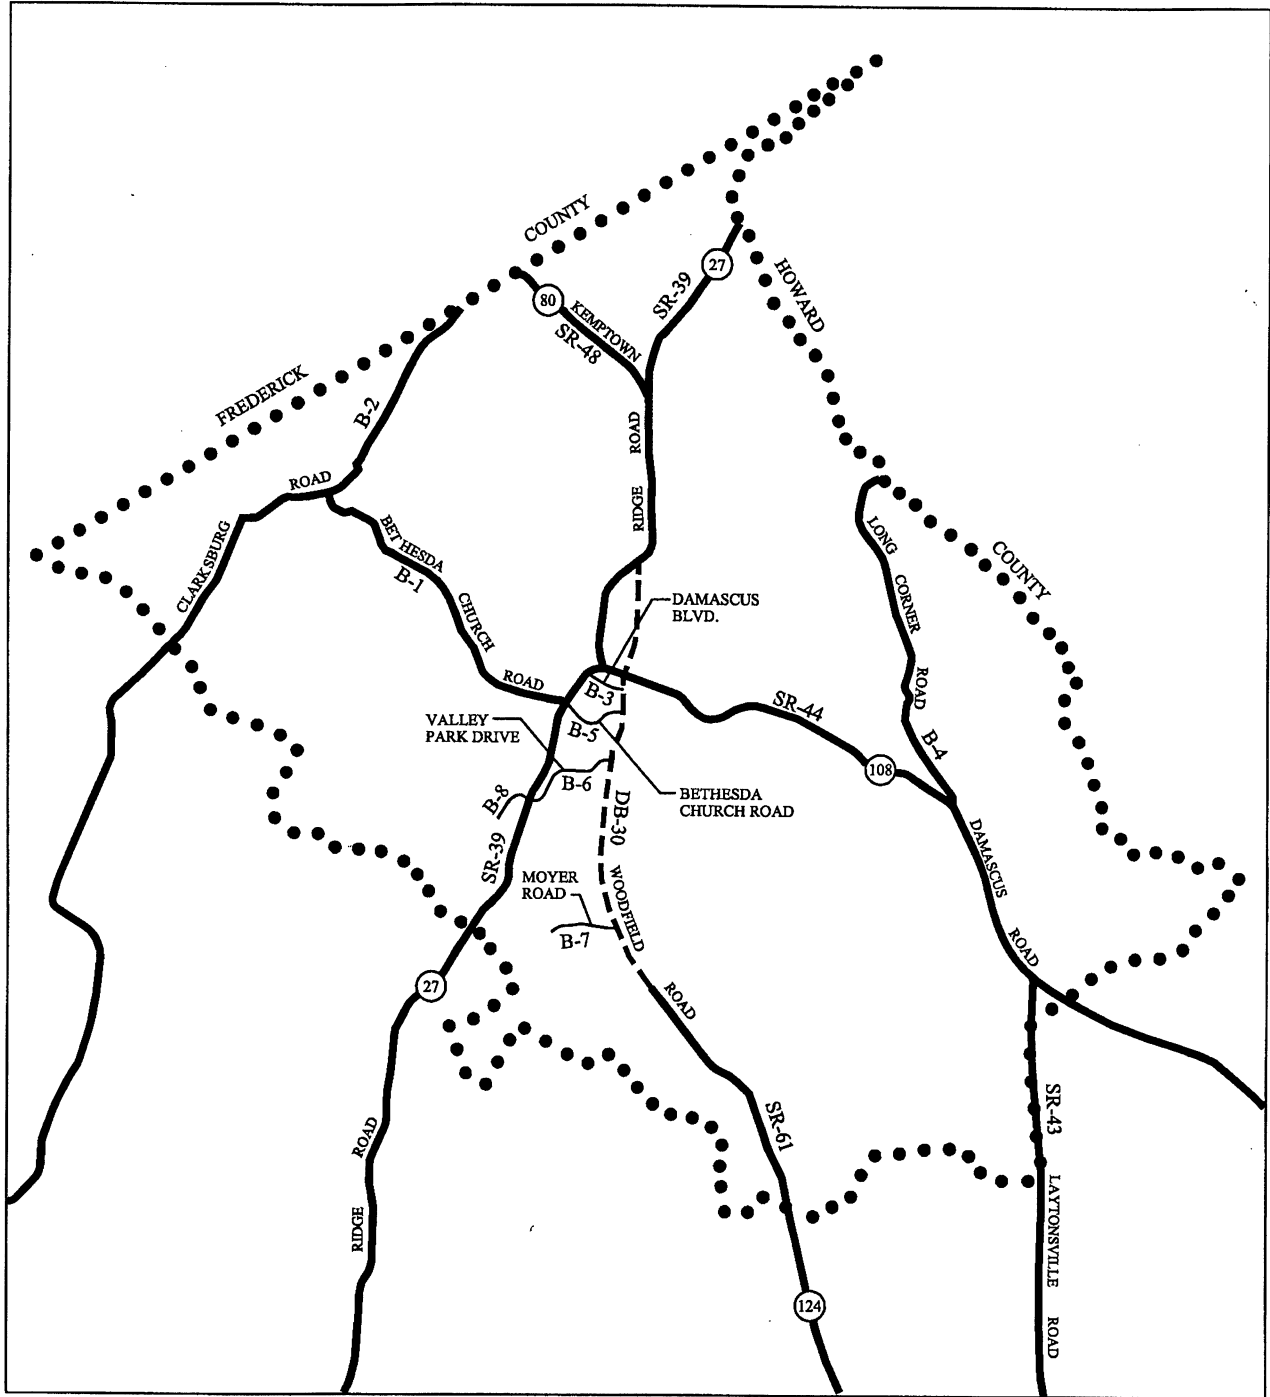 COUNTY
FREDERICK
HOWARD
COUNTY
27
SR-39
80
KEMPTOWN
SR-48
ROAD
RIDGE
B-2
ROAD
CLARKSBURG
BETHESDA
B-1
CHURCH
ROAD
LONG
CORNER
ROAD
B-4
DAMASCUS
BLVD.
B-3
SR-44
108
B-5
VALLEY
PARK DRIVE
B-6
B-8
BETHESDA
CHURCH ROAD
DB-30
SR-39
MOYER
ROAD
B-7
WOODFIELD
ROAD
DAMASCUS
ROAD
27
SR-61
SR-43
ROAD
RIDGE
LAYTONSVILLE
ROAD
124